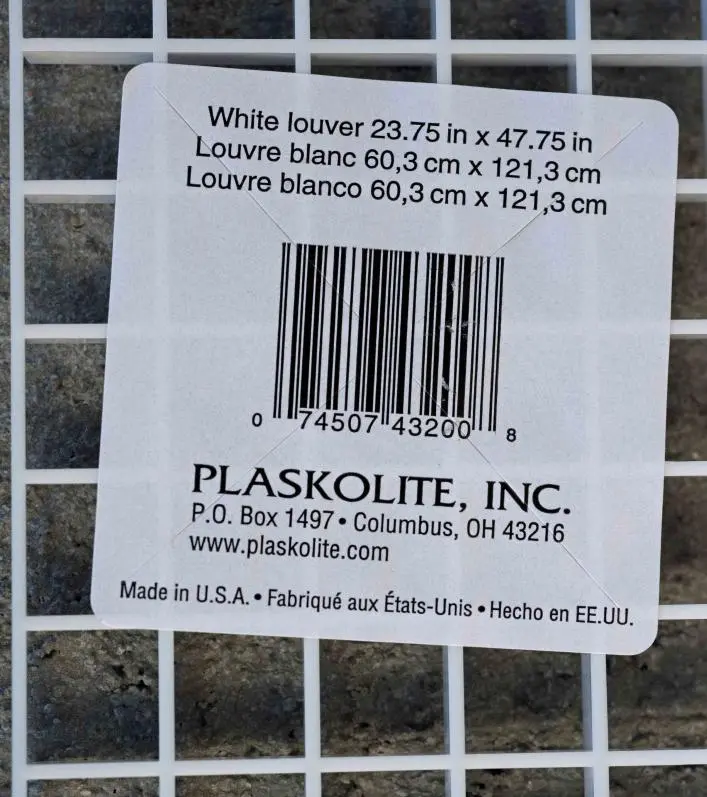 White louver 23.75 in x 47.75 in
Louvre blanc 60,3 cm x 121,3 cm
Louvre blanco 60,3 cm x 121,3 cm
0 74507 43200 8
PLASKOLITE, INC.
P.O. Box 1497 • Columbus, OH 43216
www.plaskolite.com
Made in U.S.A. • Fabriqué aux États-Unis • Hecho en EE.UU.